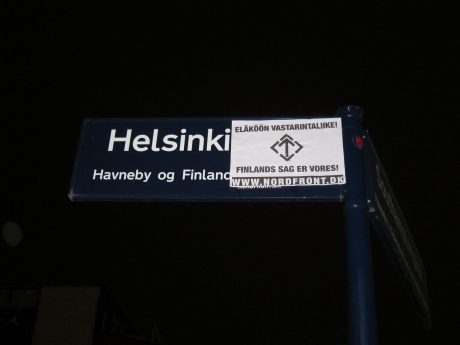 Helsinki
Havneby og Finland
ELÄKÖÖN VASTARINTALIIKE!
FINLANDS SAG ER VORES!
WWW.NORDFRONT.DK